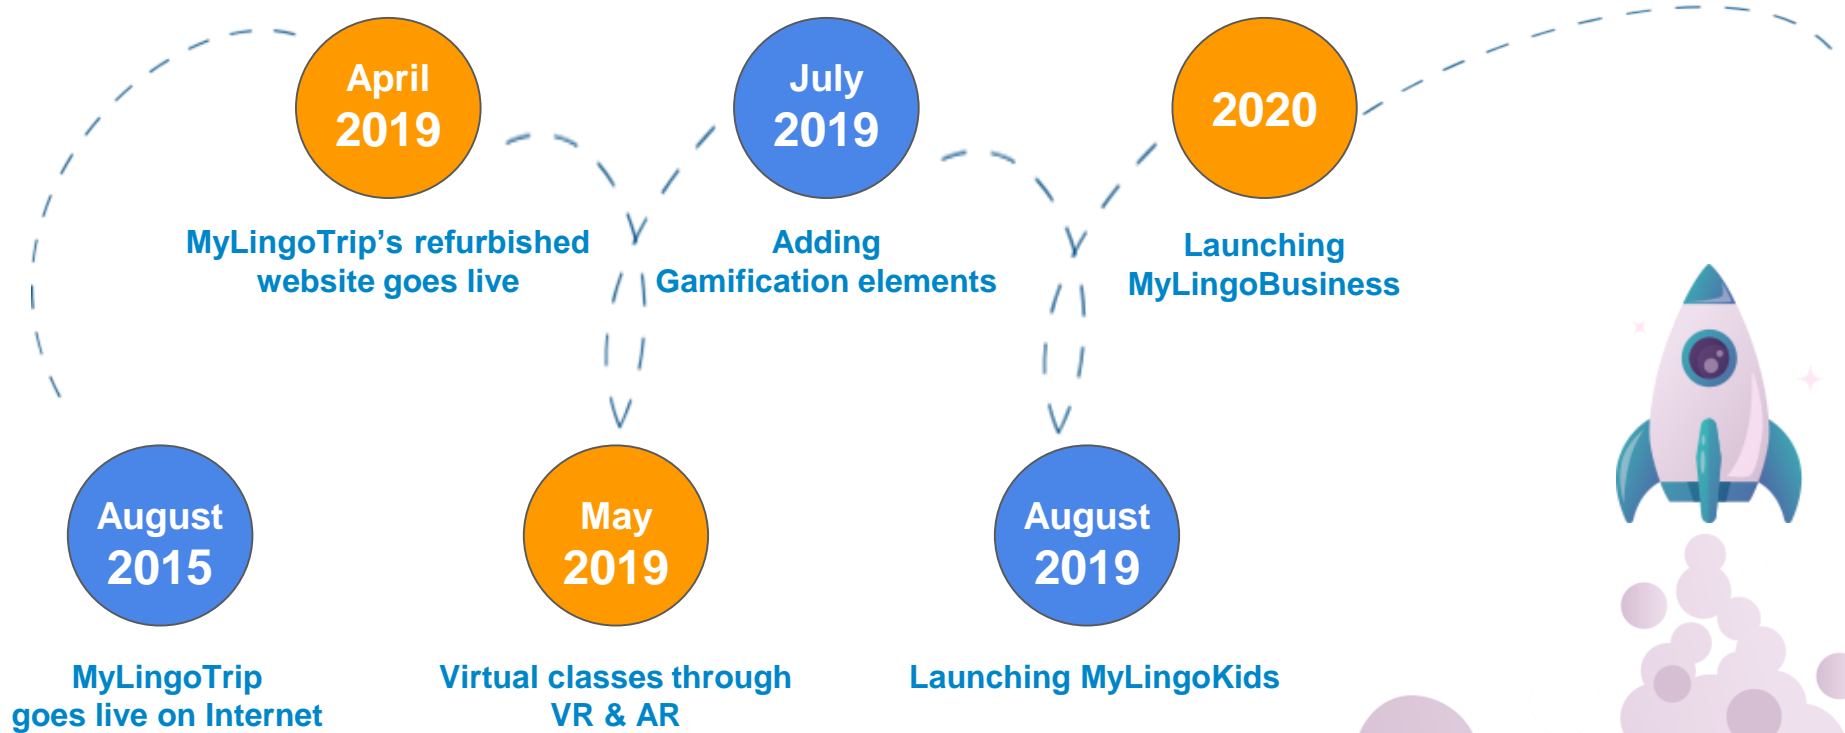 April
2019
MyLingoTrip’s refurbished
website goes live
July
2019
Adding
Gamification elements
2020
Launching
MyLingoBusiness
August
2015
MyLingoTrip
goes live on Internet
May
2019
Virtual classes through
VR & AR
August
2019
Launching MyLingoKids